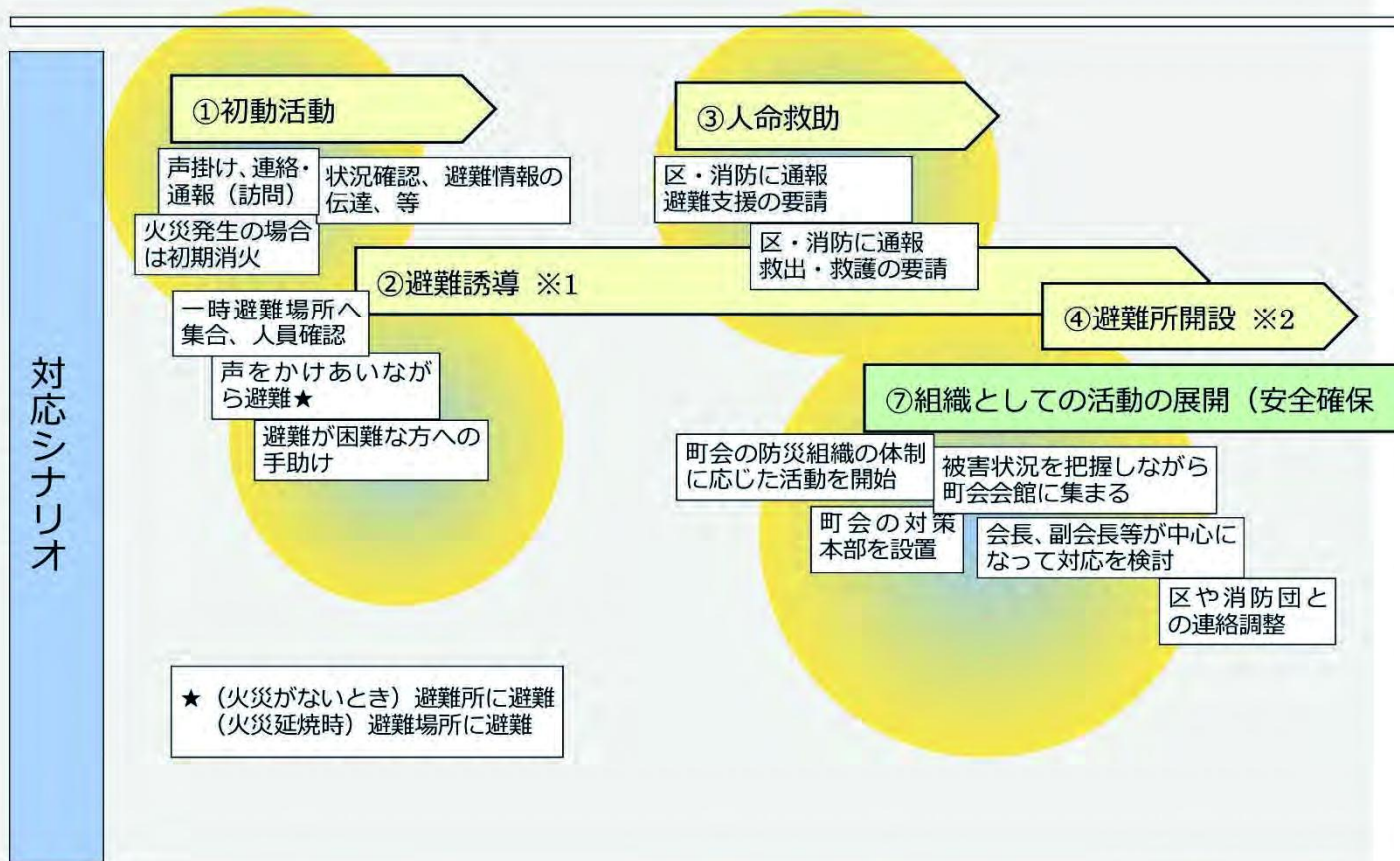 対応シナリオ
①初動活動
声掛け、連絡・
通報（訪問）
状況確認、避難情報の
伝達、等
火災発生の場合
は初期消火
②避難誘導 ※1
一時避難場所へ
集合、人員確認
声をかけあいなが
ら避難★
避難が困難な方への
手助け
③人命救助
区・消防に通報
避難支援の要請
区・消防に通報
救出・救護の要請
④避難所開設 ※2
⑦組織としての活動の展開（安全確保
町会の防災組織の体制
に応じた活動を開始
被害状況を把握しながら
町会会館に集まる
町会の対策
本部を設置
会長、副会長等が中心に
なって対応を検討
区や消防団と
の連絡調整
★（火災がないとき）避難所に避難
（火災延焼時）避難場所に避難